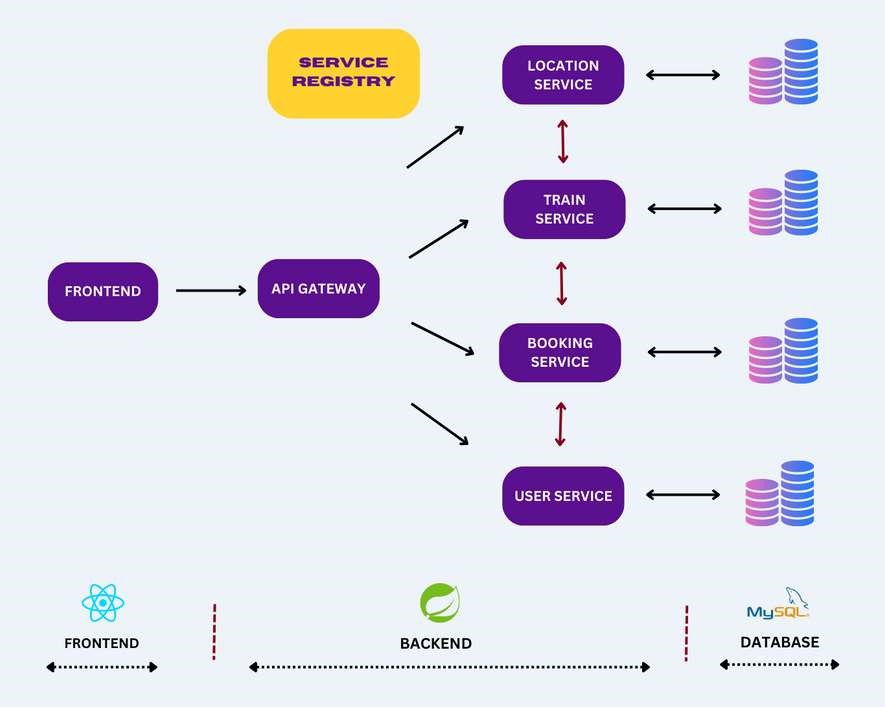 SERVICE
REGISTRY
LOCATION
SERVICE
TRAIN
SERVICE
FRONTEND
API GATEWAY
BOOKING
SERVICE
USER SERVICE
MySQL
FRONTEND
BACKEND
DATABASE